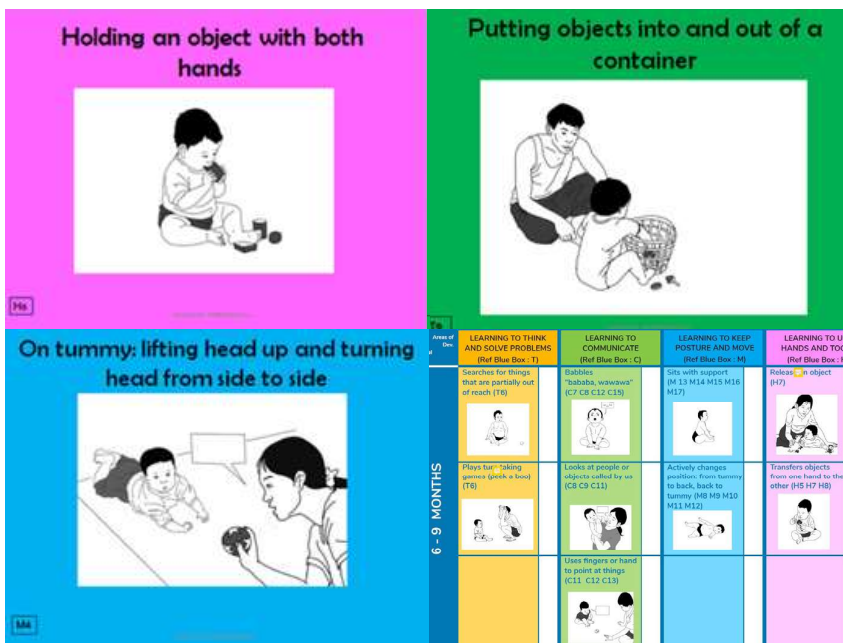 Holding an object with both
hands
H6
Putting objects into and out of a
container
On tummy: lifting head up and turning
head from side to side
M4
Areas of
Dev.
LEARNING TO THINK
AND SOLVE PROBLEMS
(Ref Blue Box : T)
LEARNING TO
COMMUNICATE
(Ref Blue Box : C)
LEARNING TO KEEP
POSTURE AND MOVE
(Ref Blue Box : M)
LEARNING TO U
HANDS AND TOO
(Ref Blue Box : H
6 - 9 MONTHS
Searches for things
that are partially out
of reach (T6)
Babbles
"bababa, wawawa"
(C7 C8 C12 C15)
Sits with support
(M 13 M14 M15 M16
M17)
object
(H7)
Plays taking
games (peek a boo)
(T6)
Looks at people or
objects called by us
(C8 C9 C11)
Actively changes
position: from tummy
to back, back to
tummy (M8 M9 M10
M11 M12)
Transfers objects
from one hand to the
other (H5 H7 H8)
Uses fingers or hand
to point at things
(C11 C12 C13)